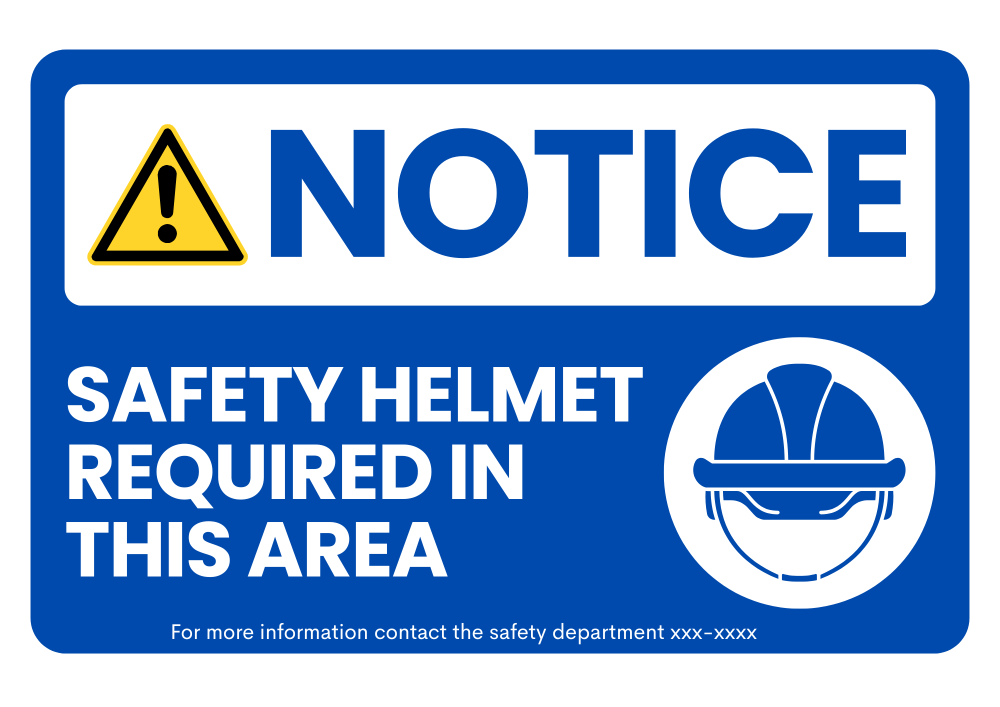 NOTICE
SAFETY HELMET
REQUIRED IN
THIS AREA
For more information contact the safety department xxx-xxxx